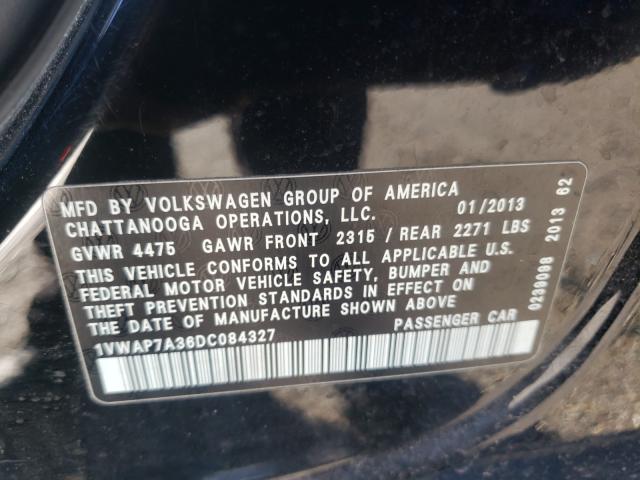 MFD BY VOLKSWAGEN GROUP OF AMERICA
CHATTANOOGA OPERATIONS, LLC. 01/2013
GVWR 4475 GAWR FRONT 2315 / REAR 2271 LBS
THIS VEHICLE CONFORMS TO ALL APPLICABLE U.S.
FEDERAL MOTOR VEHICLE SAFETY, BUMPER AND
THEFT PREVENTION STANDARDS IN EFFECT ON
THE DATE OF MANUFACTURE SHOWN ABOVE
1VWAP7A36DC084327 PASSENGER CAR
0299098 2013 62